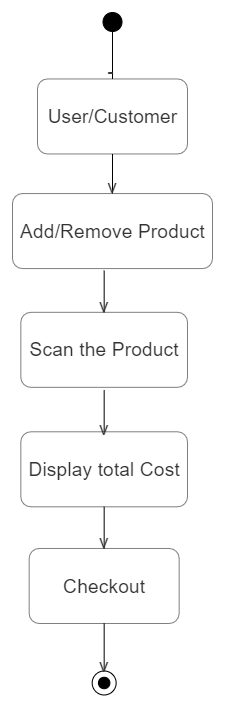 User/Customer
Add/Remove Product
Scan the Product
Display total Cost
Checkout